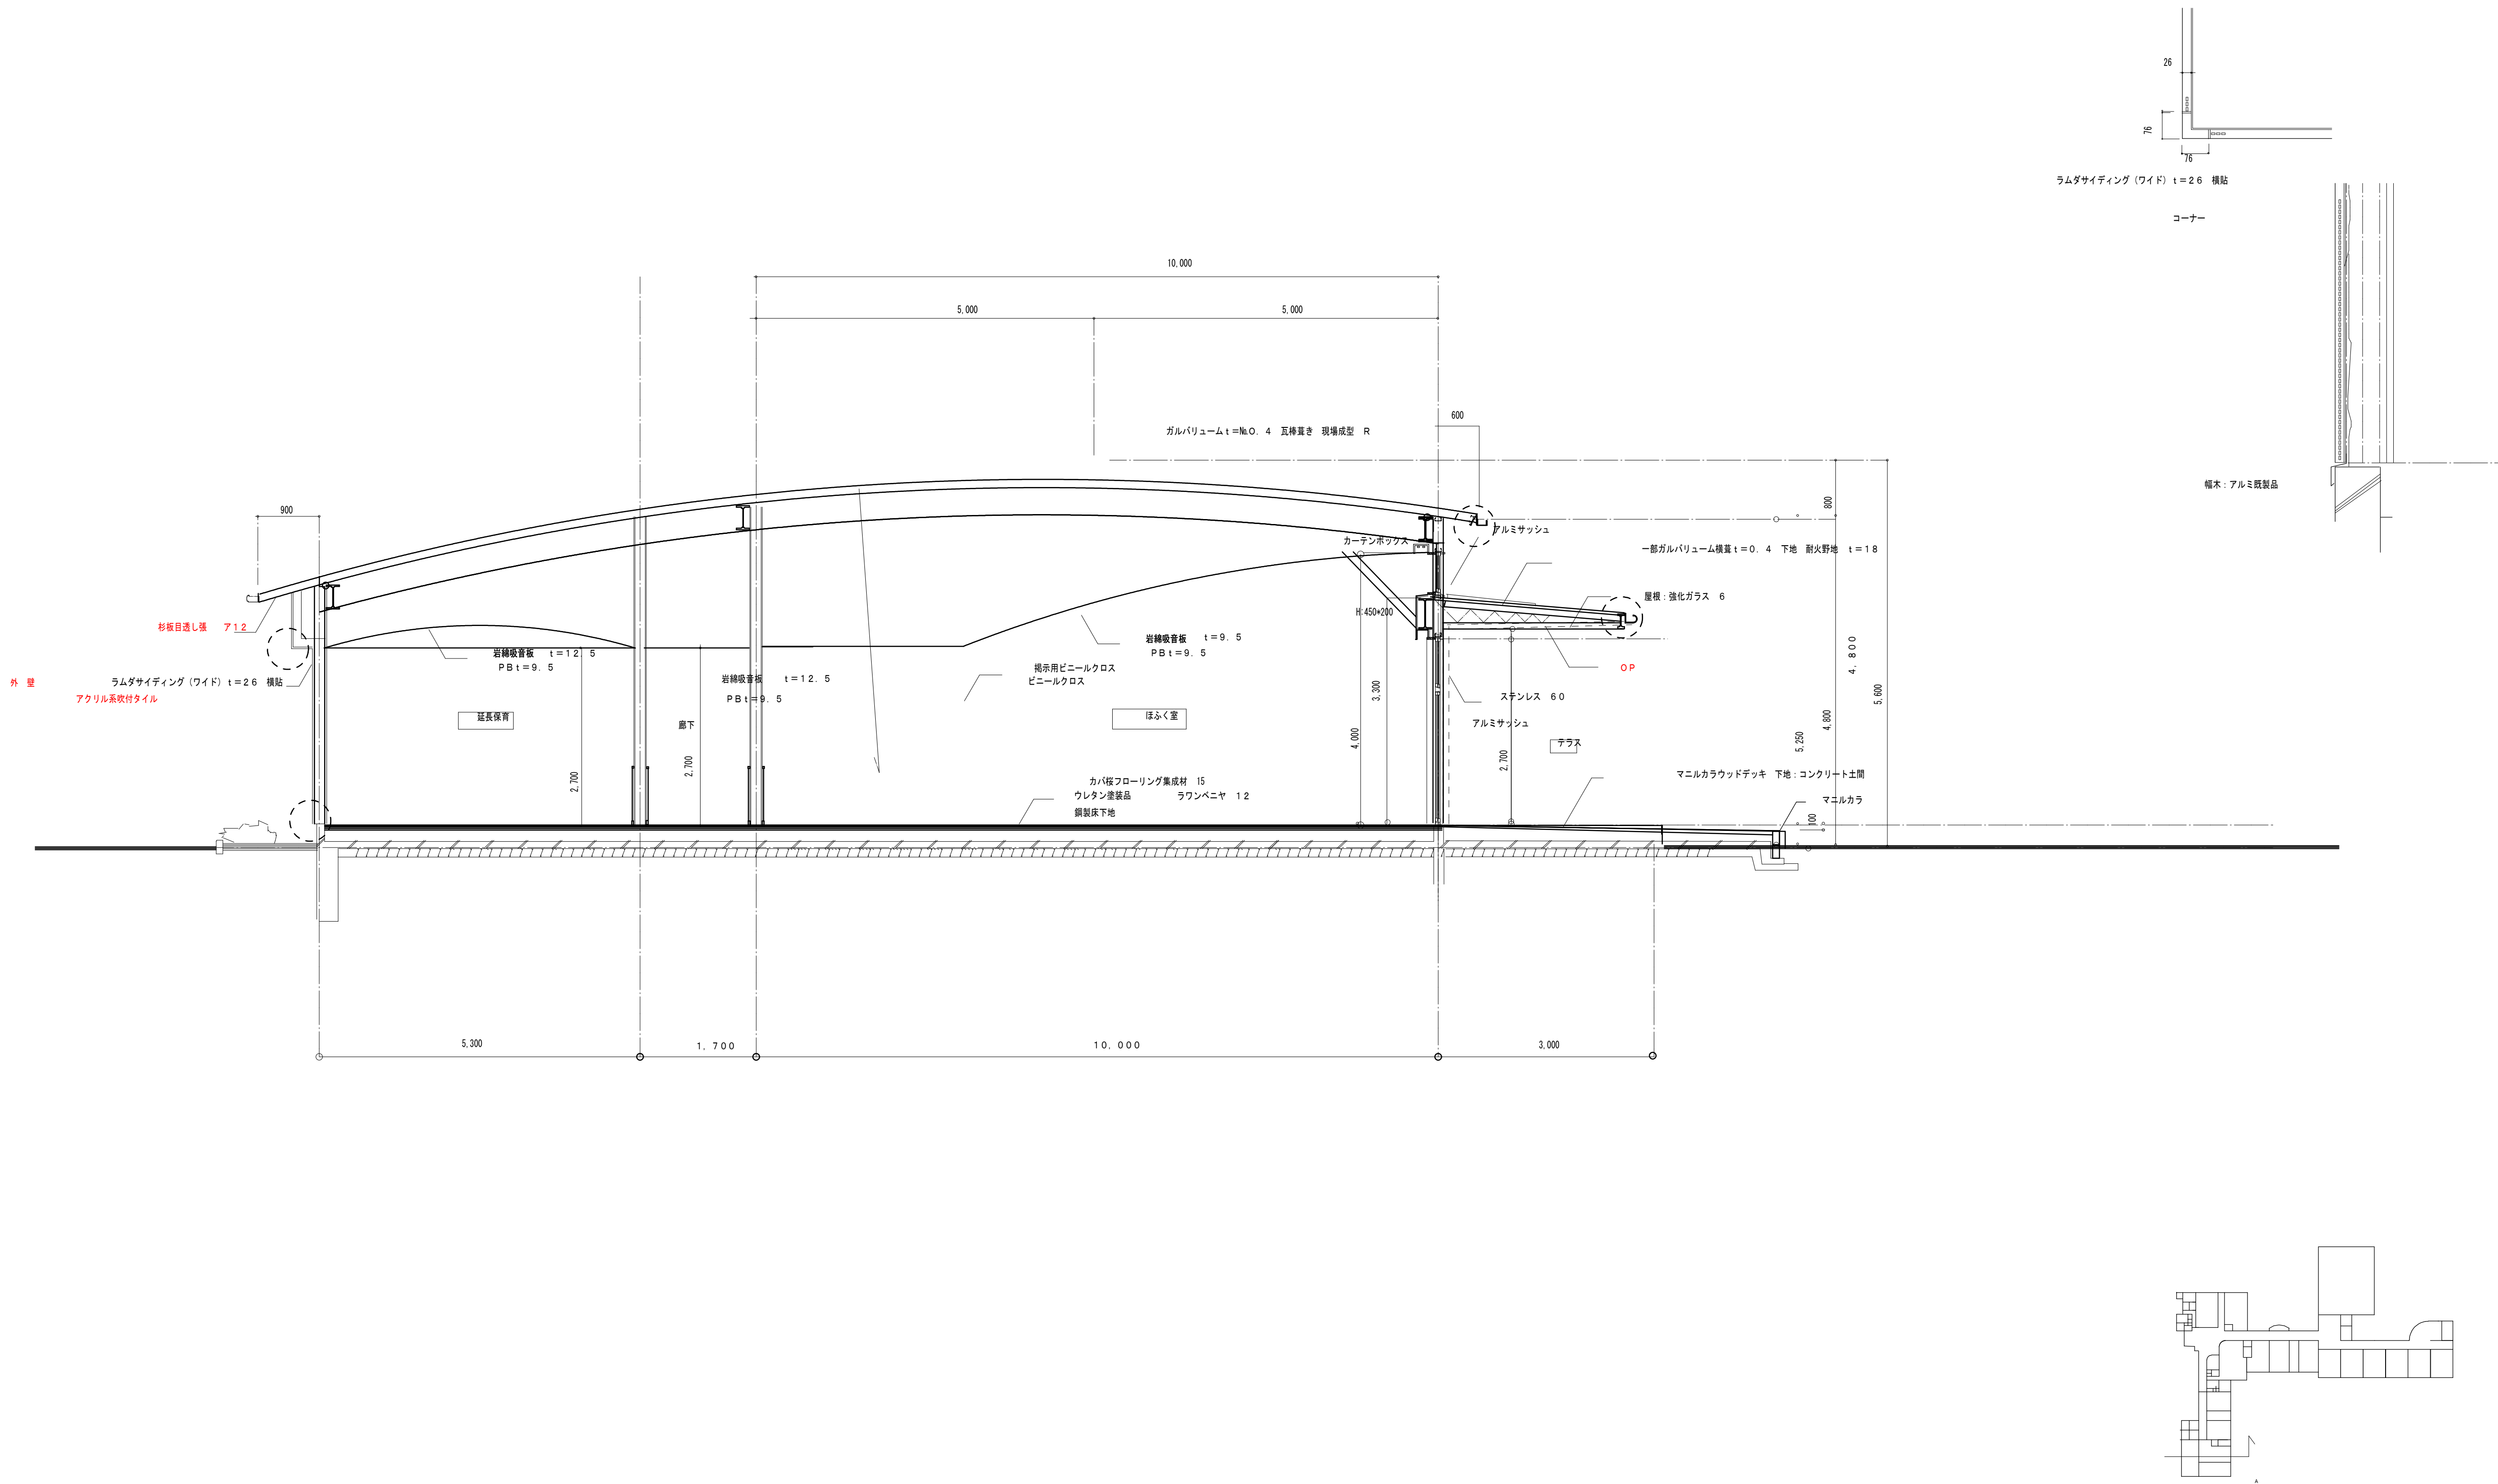 26
76
76
ラムダサイディング（ワイド）ｔ＝２６　横貼
コーナー
10,000
5,000
5,000
600
ガルバリュームｔ＝№０．４　瓦棒葺き　現場成型　Ｒ
幅木：アルミ既製品
900
800
アルミサッシュ
カーテンボックス
一部ガルバリューム横葺ｔ＝０．４　下地　耐火野地　ｔ＝１８
屋根：強化ガラス　６
H:450*200
杉板目透し張　ア１２
岩綿吸音板　ｔ＝１２．５
ＰＢｔ＝９．５
岩綿吸音板　ｔ＝９．５
ＰＢｔ＝９．５
掲示用ビニールクロス
ビニールクロス
ＯＰ
4,800
外　壁
ラムダサイディング（ワイド）ｔ＝２６　横貼
アクリル系吹付タイル
岩綿吸音板　ｔ＝１２．５
ＰＢｔ＝９．５
3,300
ステンレス　６０
5,600
延長保育
廊下
ほふく室
アルミサッシュ
4,800
4,000
テラス
5,250
2,700
2,700
2,700
カバ桜フローリング集成材　15
ウレタン塗装品　ラワンベニヤ　１２
鋼製床下地
マニルカラウッドデッキ　下地：コンクリート土間
マニルカラ
100
5,300
1,700
10,000
3,000
A